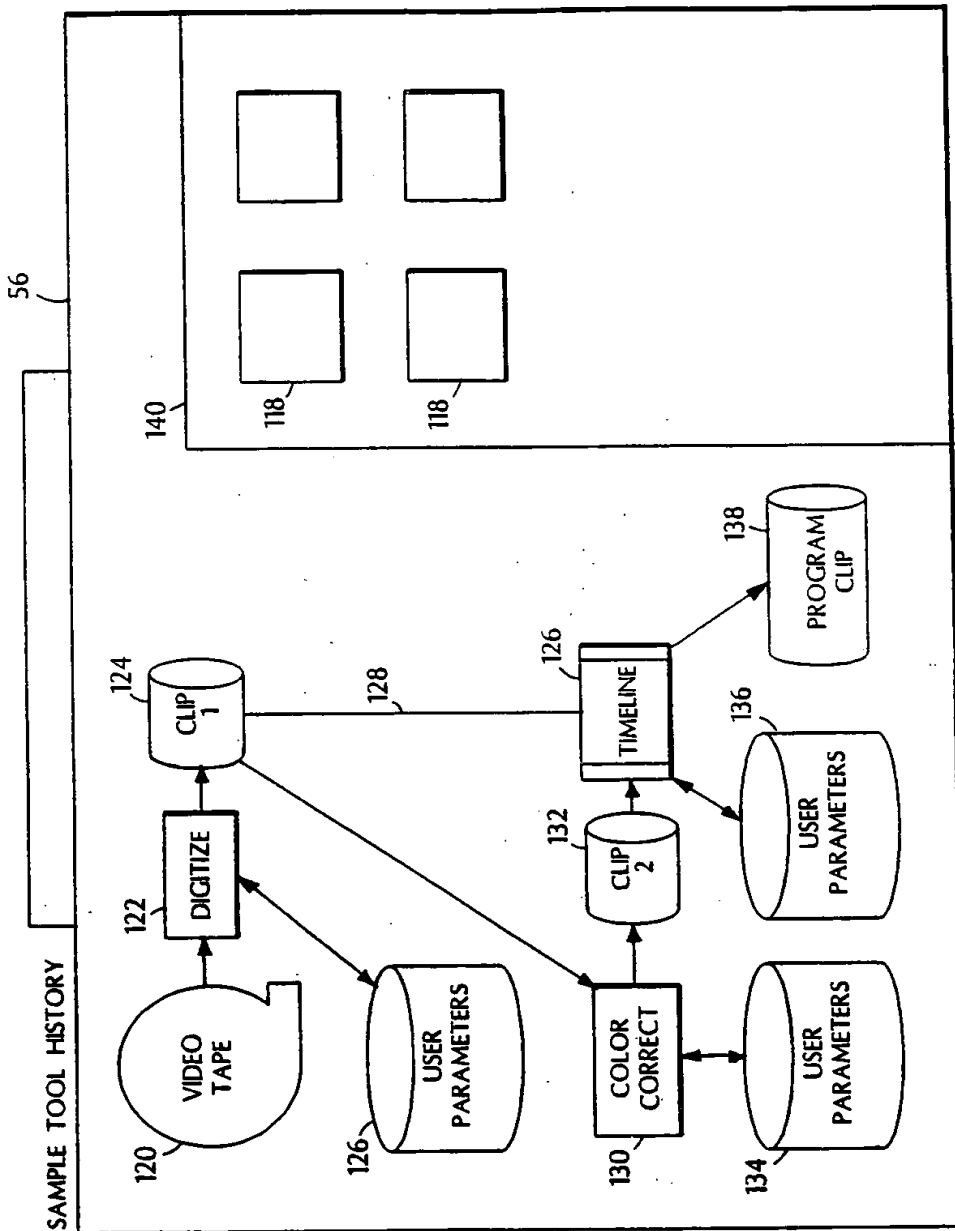 SAMPLE TOOL HISTORY
56
VIDEO
TAPE
120
DIGITIZE
122
CLIP
1
124
USER
PARAMETERS
126
128
COLOR
CORRECT
130
CLIP
2
132
TIMELINE
126
USER
PARAMETERS
134
USER
PARAMETERS
136
PROGRAM
CLIP
138
140
118
118